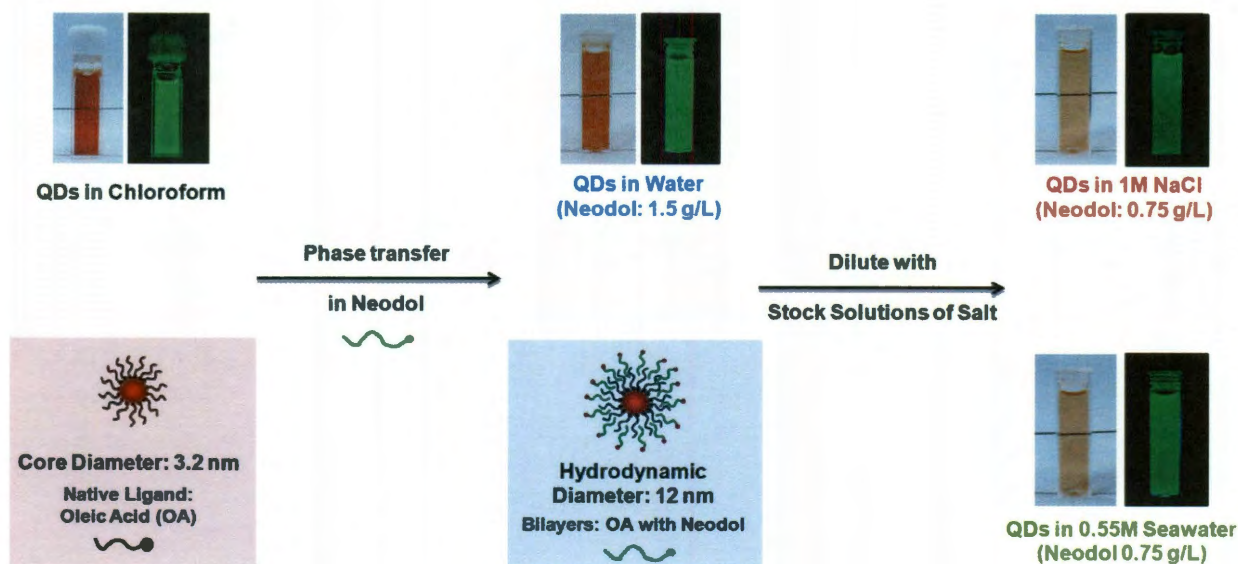 QDs in Chloroform
QDs in Water
(Neodol: 1.5 g/L)
QDs in 1M NaCl
(Neodol: 0.75 g/L)
Phase transfer
in Neodol
Dilute with
Stock Solutions of Salt
Core Diameter: 3.2 nm
Native Ligand:
Oleic Acid (OA)
Hydrodynamic
Diameter: 12 nm
Bilayers: OA with Neodol
QDs in 0.55M Seawater
(Neodol 0.75 g/L)